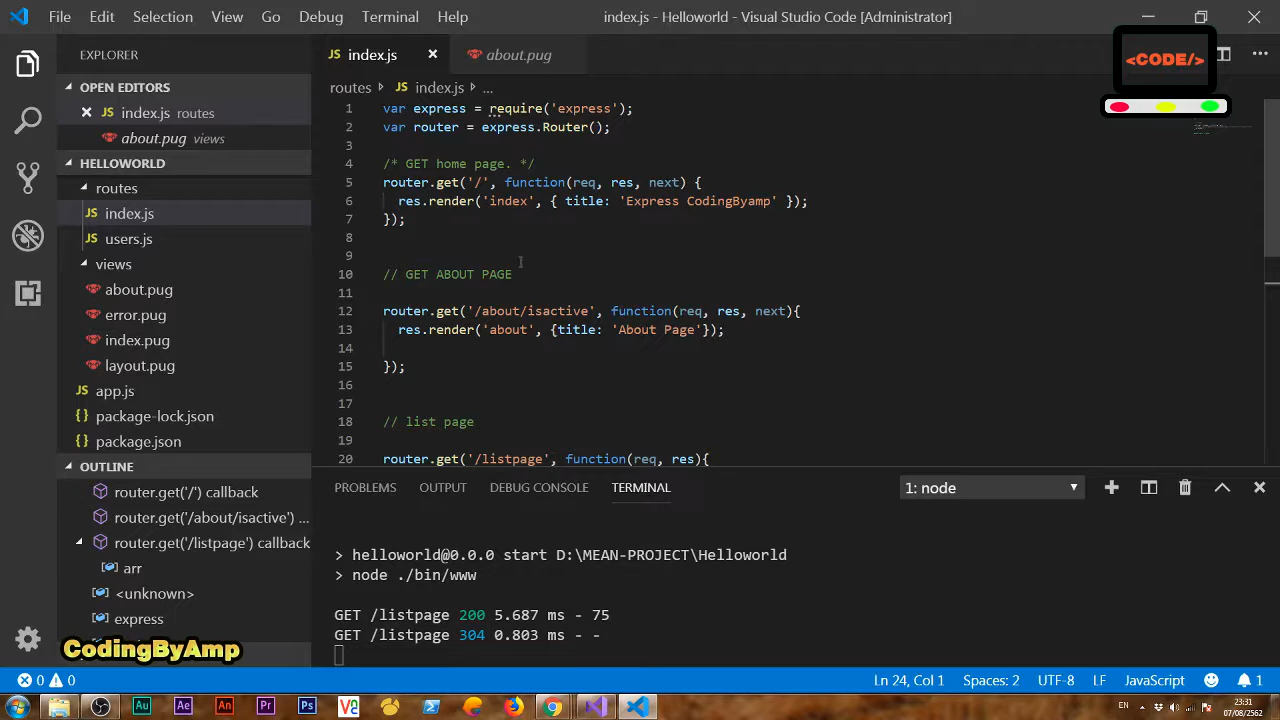 File Edit Selection View Go Debug Terminal Help index.js - Helloworld - Visual Studio Code [Administrator]
<CODE/>
EXPLORER
OPEN EDITORS
index.js routes
about.pug views
HELLOWORLD
routes
index.js
users.js
views
about.pug
error.pug
index.pug
layout.pug
app.js
package-lock.json
package.json
OUTLINE
router.get('/') callback
router.get('/about/isactive') ...
router.get('/listpage') callback
arr
<unknown>
express
CodingByAmp
index.js about.pug
routes index.js ...
1 var express = require('express');
2 var router = express.Router();
3
4 /* GET home page. */
5 router.get('/', function(req, res, next) {
6 res.render('index', { title: 'Express CodingByamp' });
7 });
8
9
10 // GET ABOUT PAGE
11
12 router.get('/about/isactive', function(req, res, next){
13 res.render('about', {title: 'About Page'});
14
15 });
16
17
18 // list page
19
20 router.get('/listpage', function(req, res){
PROBLEMS OUTPUT DEBUG CONSOLE TERMINAL 1: node
> helloworld@0.0.0 start D:\MEAN-PROJECT\Helloworld
> node ./bin/www
GET /listpage 200 5.687 ms - 75
GET /listpage 304 0.803 ms - -
0 0 Ln 24, Col 1 Spaces: 2 UTF-8 LF JavaScript 1
Au Ae An Pr Ps VNC EN 23:31
07/08/2562